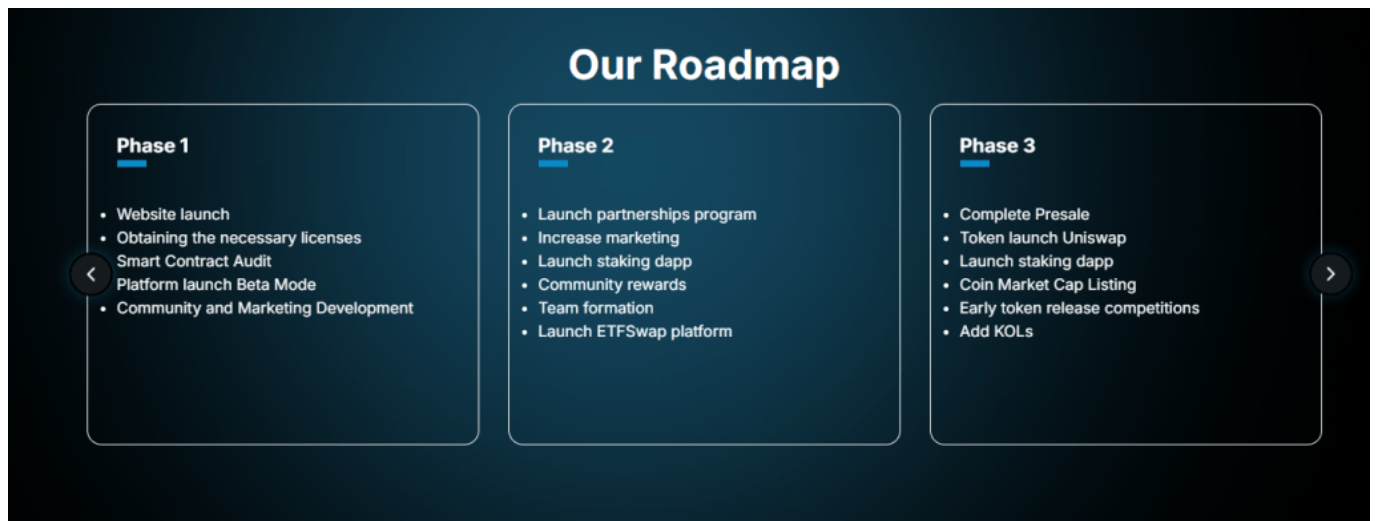 Our Roadmap
Phase 1
• Website launch
• Obtaining the necessary licenses
Smart Contract Audit
Platform launch Beta Mode
• Community and Marketing Development
Phase 2
• Launch partnerships program
• Increase marketing
• Launch staking dapp
• Community rewards
• Team formation
• Launch ETFSwap platform
Phase 3
• Complete Presale
• Token launch Uniswap
• Launch staking dapp
• Coin Market Cap Listing
• Early token release competitions
• Add KOLs